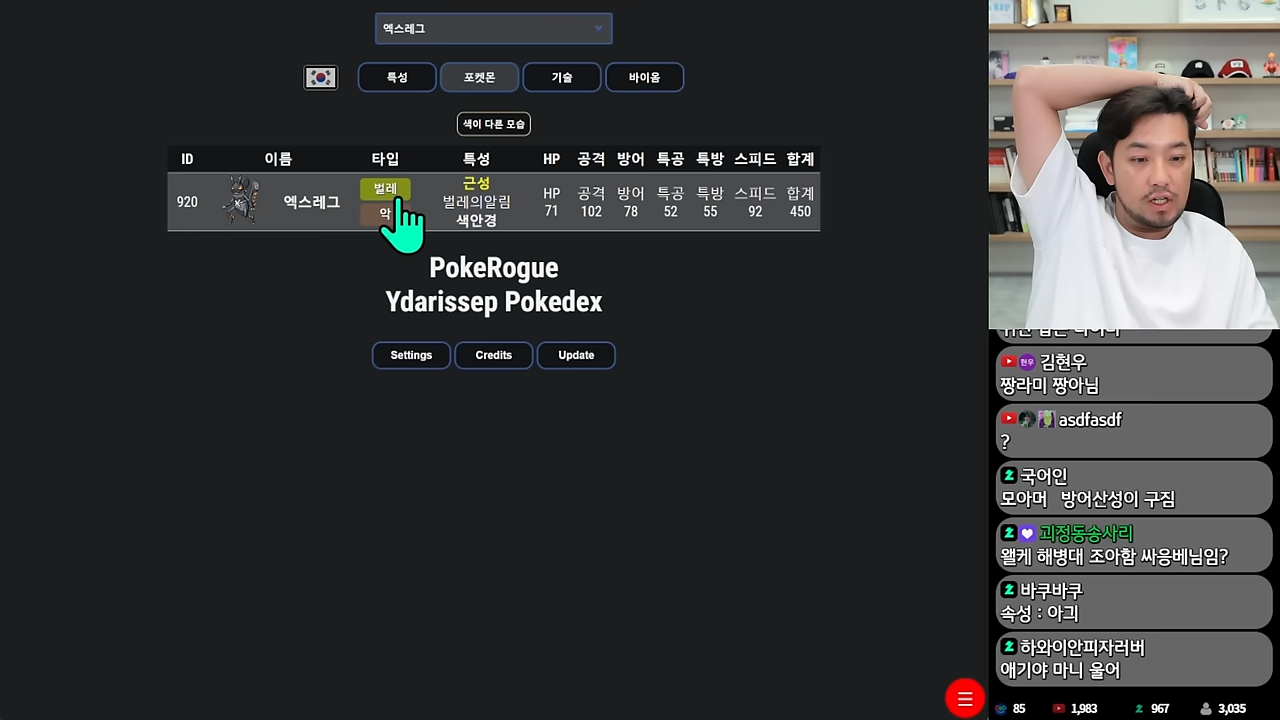 엑스레그
특성
포켓몬
기술
바이옴
색이 다른 모습
ID 이름 타입 특성 HP 공격 방어 특공 특방 스피드 합계
920 엑스레그
벌레
악
근성
벌레의알림
색안경
HP 공격 방어 특공 특방 스피드 합계
71 102 78 52 55 92 450
PokeRogue
Ydarissep Pokedex
Settings
Credits
Update
현우 김현우
짱라미 짱아님
asdfasdf
?
국어인
모아머 방어산성이 구짐
괴정동송사리
왤케 해병대 조아함 싸응베님임?
바쿠바쿠
속성 : 아긔
하와이안피자러버
애기야 마니 울어
85 1,983 967 3,035